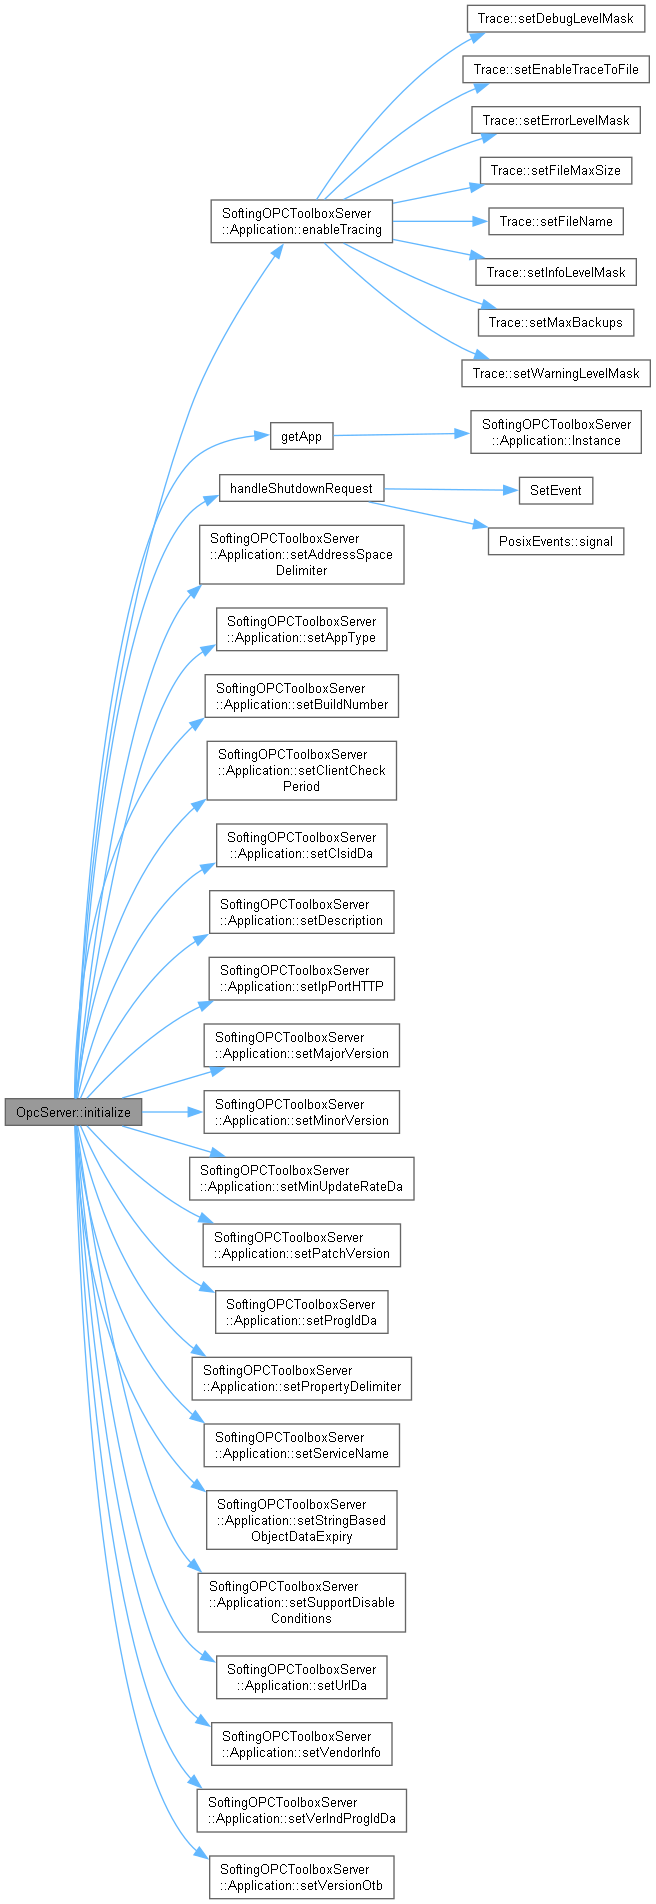 Trace::setDebugLevelMask
Trace::setEnableTraceToFile
Trace::setErrorLevelMask
Trace::setFileMaxSize
SoftingOPCToolboxServer
::Application::enableTracing
Trace::setFileName
Trace::setInfoLevelMask
Trace::setMaxBackups
Trace::setWarningLevelMask
getApp
SoftingOPCToolboxServer
::Application::Instance
handleShutdownRequest
SetEvent
PosixEvents::signal
SoftingOPCToolboxServer
::Application::setAddressSpace
Delimiter
SoftingOPCToolboxServer
::Application::setAppType
SoftingOPCToolboxServer
::Application::setBuildNumber
SoftingOPCToolboxServer
::Application::setClientCheck
Period
SoftingOPCToolboxServer
::Application::setClsidDa
SoftingOPCToolboxServer
::Application::setDescription
SoftingOPCToolboxServer
::Application::setIpPortHTTP
SoftingOPCToolboxServer
::Application::setMajorVersion
OpcServer::initialize
SoftingOPCToolboxServer
::Application::setMinorVersion
SoftingOPCToolboxServer
::Application::setMinUpdateRateDa
SoftingOPCToolboxServer
::Application::setPatchVersion
SoftingOPCToolboxServer
::Application::setProgIdDa
SoftingOPCToolboxServer
::Application::setPropertyDelimiter
SoftingOPCToolboxServer
::Application::setServiceName
SoftingOPCToolboxServer
::Application::setStringBased
ObjectDataExpiry
SoftingOPCToolboxServer
::Application::setSupportDisable
Conditions
SoftingOPCToolboxServer
::Application::setUrlDa
SoftingOPCToolboxServer
::Application::setVendorInfo
SoftingOPCToolboxServer
::Application::setVerIndProgIdDa
SoftingOPCToolboxServer
::Application::setVersionOtb